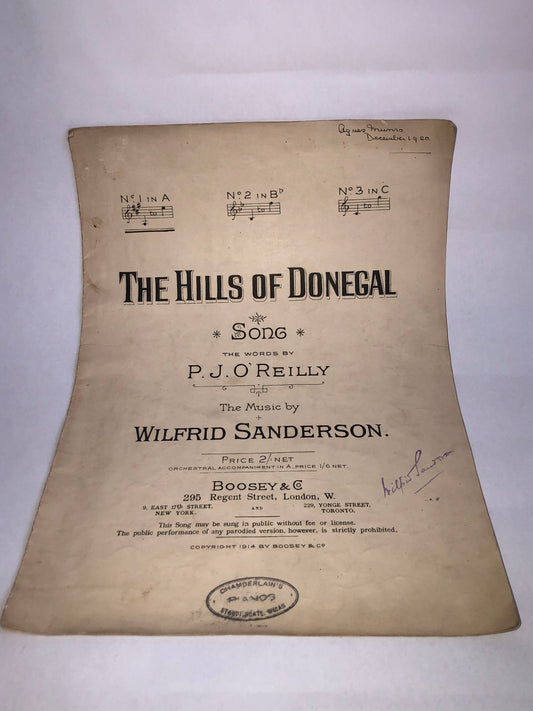 Agnes Munro
December 1920
No. 1 IN A
No. 2 IN B♭
No. 3 IN C
to
to
to
THE HILLS OF DONEGAL
SONG
THE WORDS BY
P. J. O'REILLY
The Music by
WILFRID SANDERSON.
PRICE 2/- NET
ORCHESTRAL ACCOMPANIMENT IN A, PRICE 1/6 NET.
Wilfrid Sanderson
BOOSEY & Co
295 Regent Street, London, W.
9, EAST 17th STREET, NEW YORK.
AND
229, YONGE STREET, TORONTO.
This Song may be sung in public without fee or license.
The public performance of any parodied version, however, is strictly prohibited.
COPYRIGHT 1914 BY BOOSEY & Co
CHAMBERLAIN'S
PIANOS
WIGAN